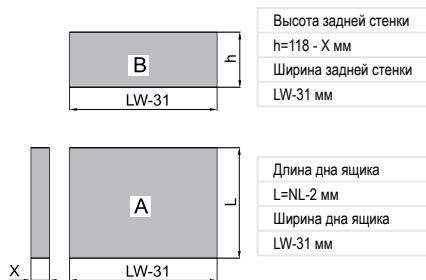 B
h
LW-31
Высота задней стенки
h=118 - X мм
Ширина задней стенки
LW-31 мм
A
L
X
LW-31
Длина дна ящика
L=NL-2 мм
Ширина дна ящика
LW-31 мм